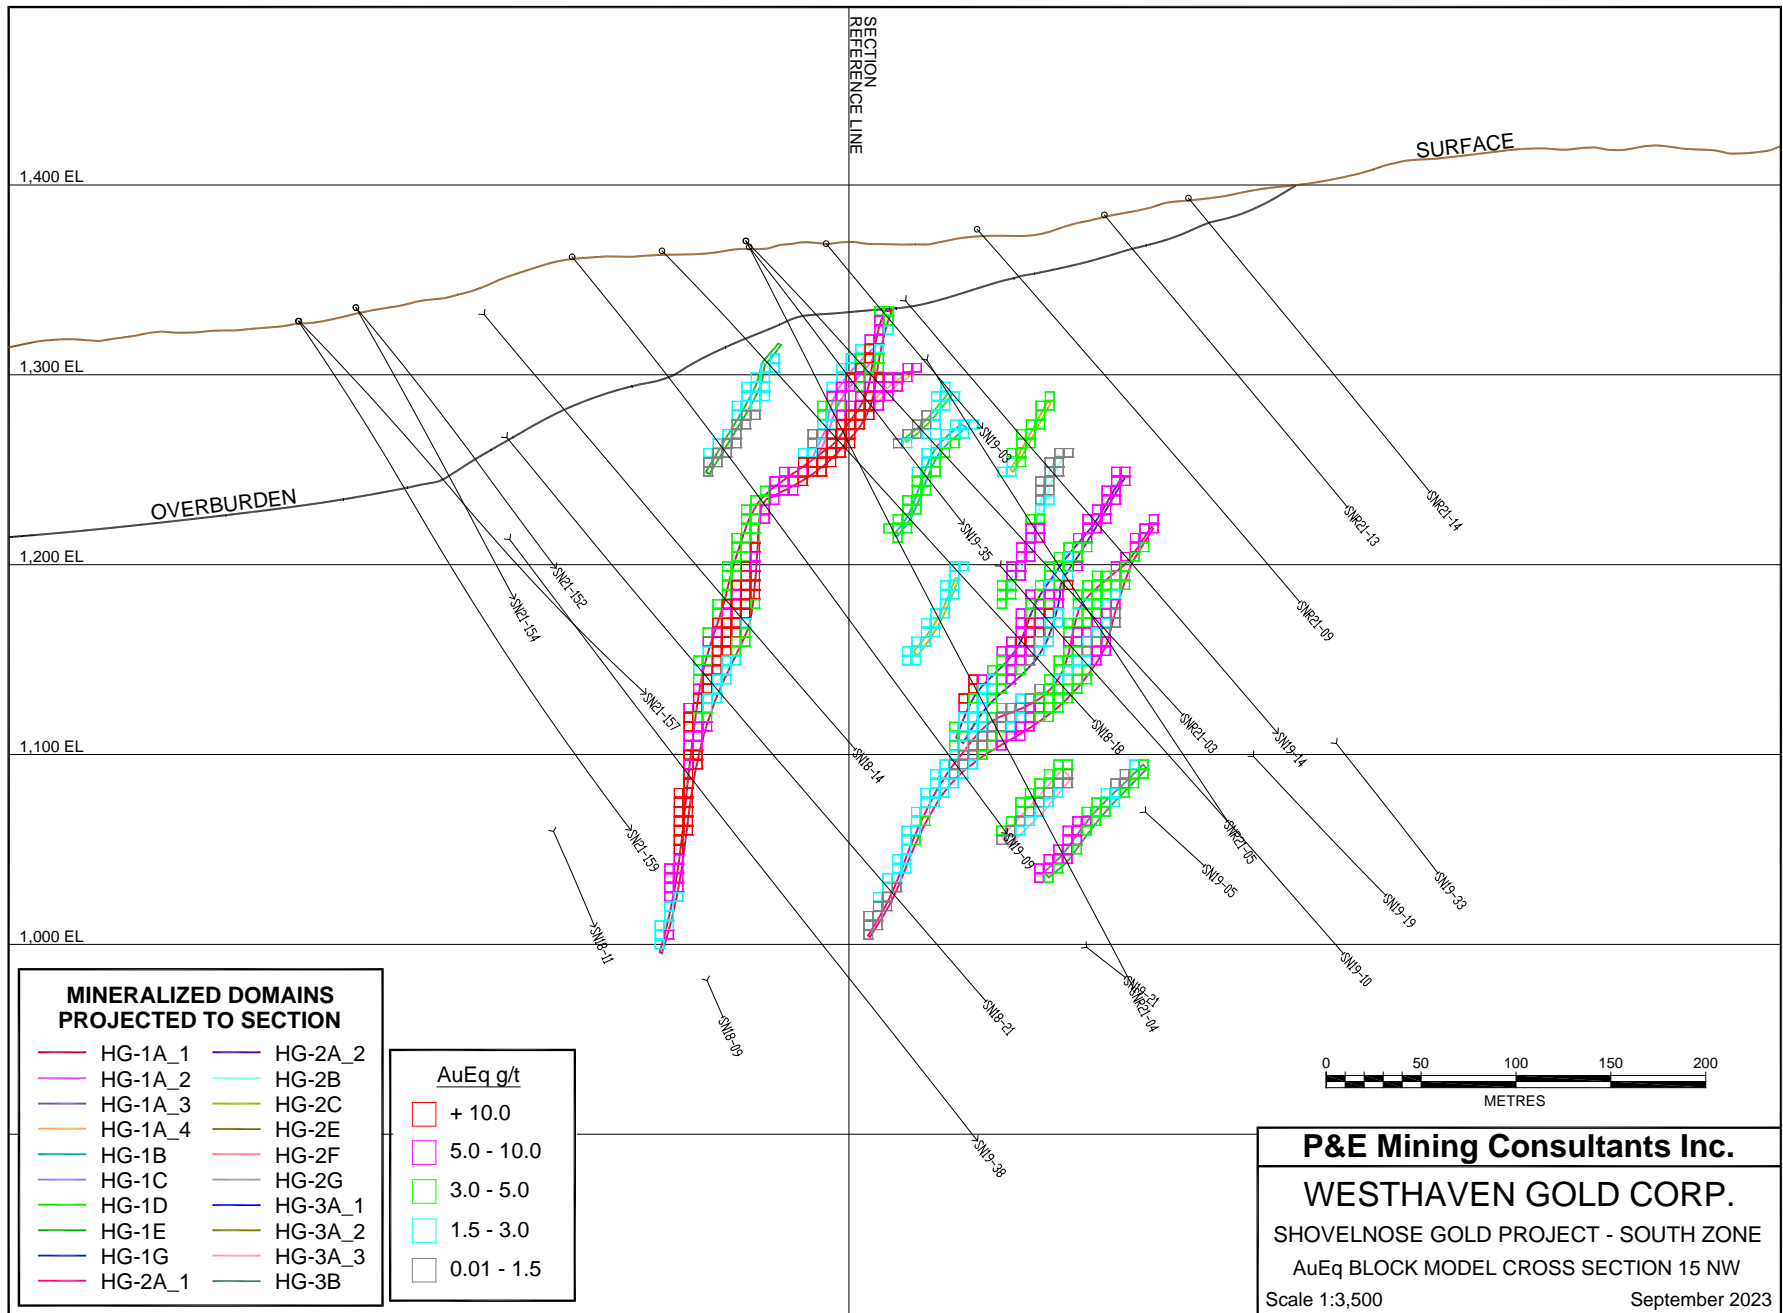 SECTION
REFERENCE LINE
SURFACE
1,400 EL
1,300 EL
OVERBURDEN
1,200 EL
1,100 EL
1,000 EL
SN19-03
SNR21-14
SNR21-13
SN19-35
SN21-152
SN21-154
SNR21-09
SN21-157
SN18-14
SN18-18
SNR21-03
SN19-14
SN21-159
SN19-09
SNR21-05
SN19-05
SN19-33
SN19-19
SN18-11
SN19-10
SN19-21
SNR21-04
SN18-21
SN18-09
SN19-38
MINERALIZED DOMAINS
PROJECTED TO SECTION
HG-1A_1 HG-2A_2
HG-1A_2 HG-2B
HG-1A_3 HG-2C
HG-1A_4 HG-2E
HG-1B HG-2F
HG-1C HG-2G
HG-1D HG-3A_1
HG-1E HG-3A_2
HG-1G HG-3A_3
HG-2A_1 HG-3B
AuEq g/t
+ 10.0
5.0 - 10.0
3.0 - 5.0
1.5 - 3.0
0.01 - 1.5
0 50 100 150 200
METRES
P&E Mining Consultants Inc.
WESTHAVEN GOLD CORP.
SHOVELNOSE GOLD PROJECT - SOUTH ZONE
AuEq BLOCK MODEL CROSS SECTION 15 NW
Scale 1:3,500 September 2023